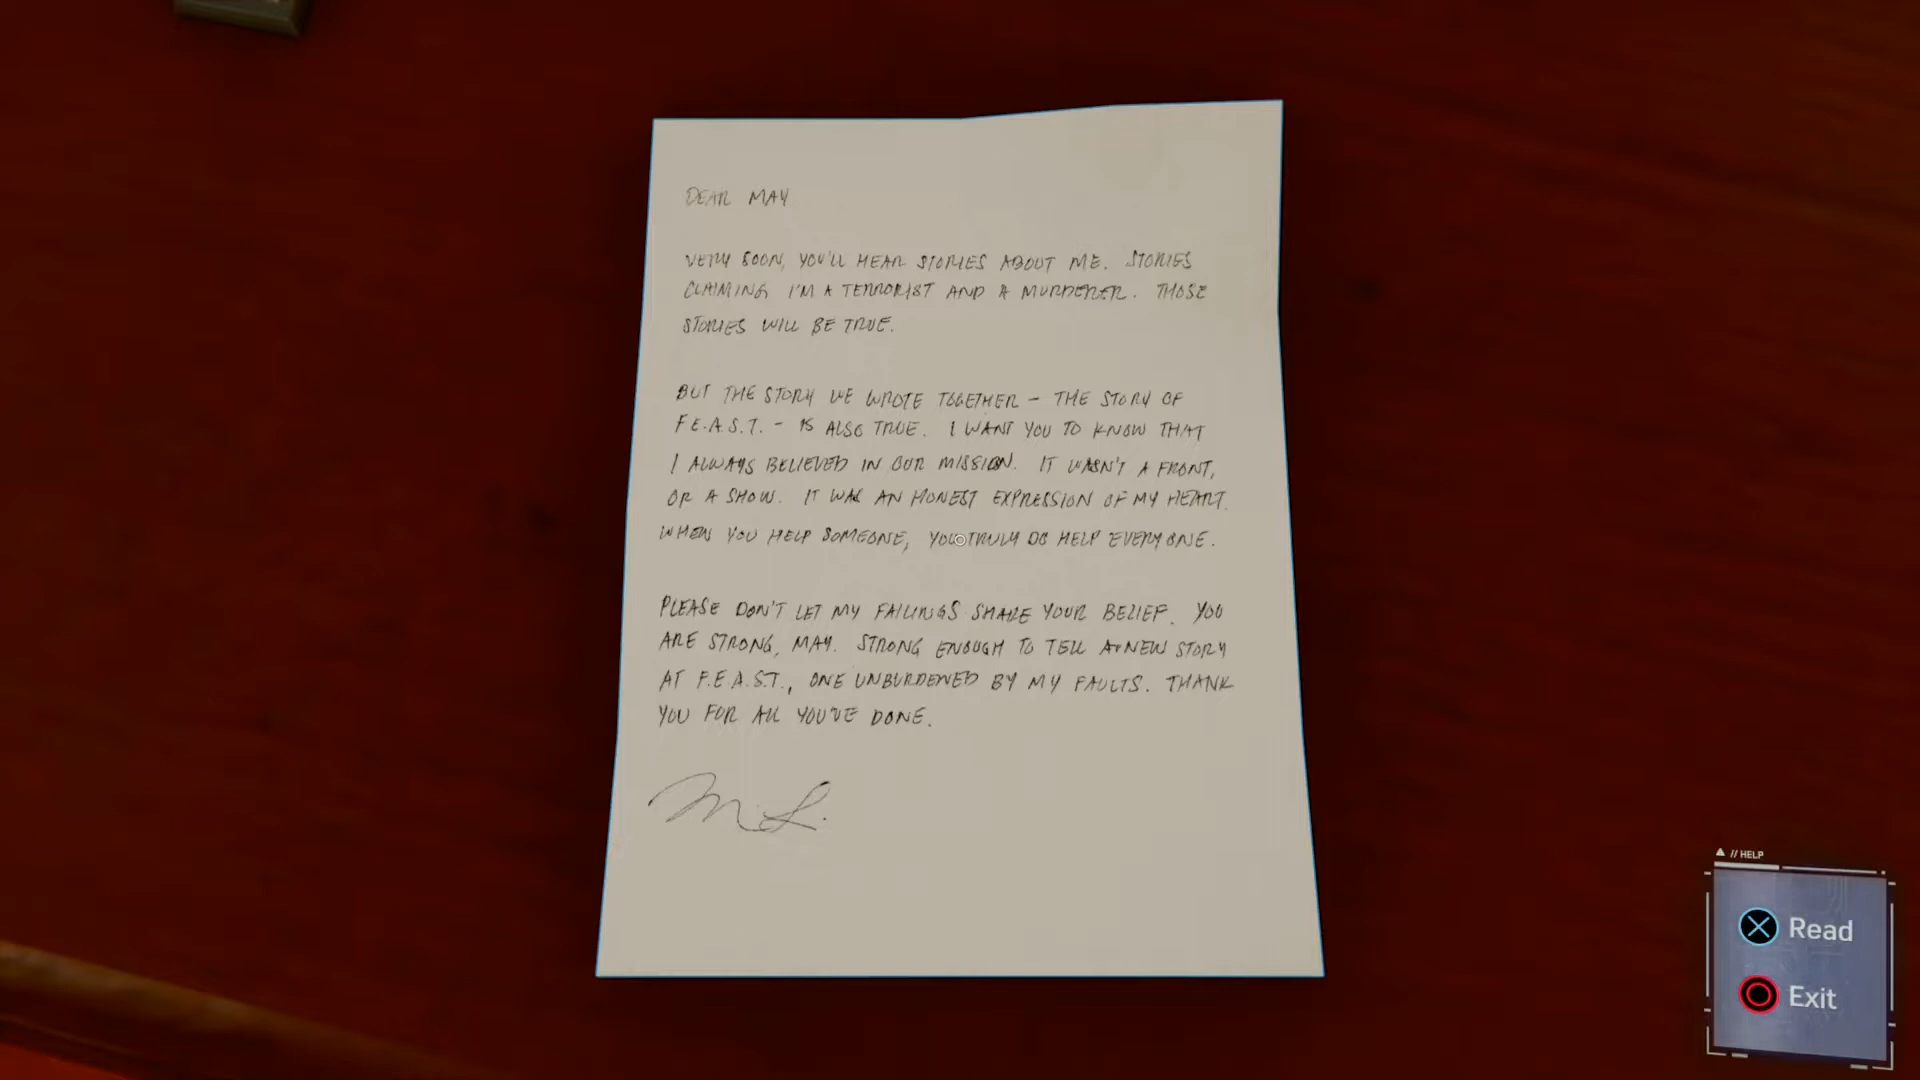 DEAR MAY
VERY SOON, YOU'LL HEAR STORIES ABOUT ME. STORIES
CLAIMING I'M A TERRORIST AND A MURDERER. THOSE
STORIES WILL BE TRUE.
BUT THE STORY WE WROTE TOGETHER - THE STORY OF
F.E.A.S.T. - IS ALSO TRUE. I WANT YOU TO KNOW THAT
I ALWAYS BELIEVED IN OUR MISSION. IT WASN'T A FRONT,
OR A SHOW. IT WAS AN HONEST EXPRESSION OF MY HEART.
WHEN YOU HELP SOMEONE, YOU TRULY DO HELP EVERYONE.
PLEASE DON'T LET MY FAILINGS SHAKE YOUR BELIEF. YOU
ARE STRONG, MAY. STRONG ENOUGH TO TELL A NEW STORY
AT F.E.A.S.T., ONE UNBURDENED BY MY FAULTS. THANK
YOU FOR ALL YOU'VE DONE.
M.L.
// HELP
Read
Exit